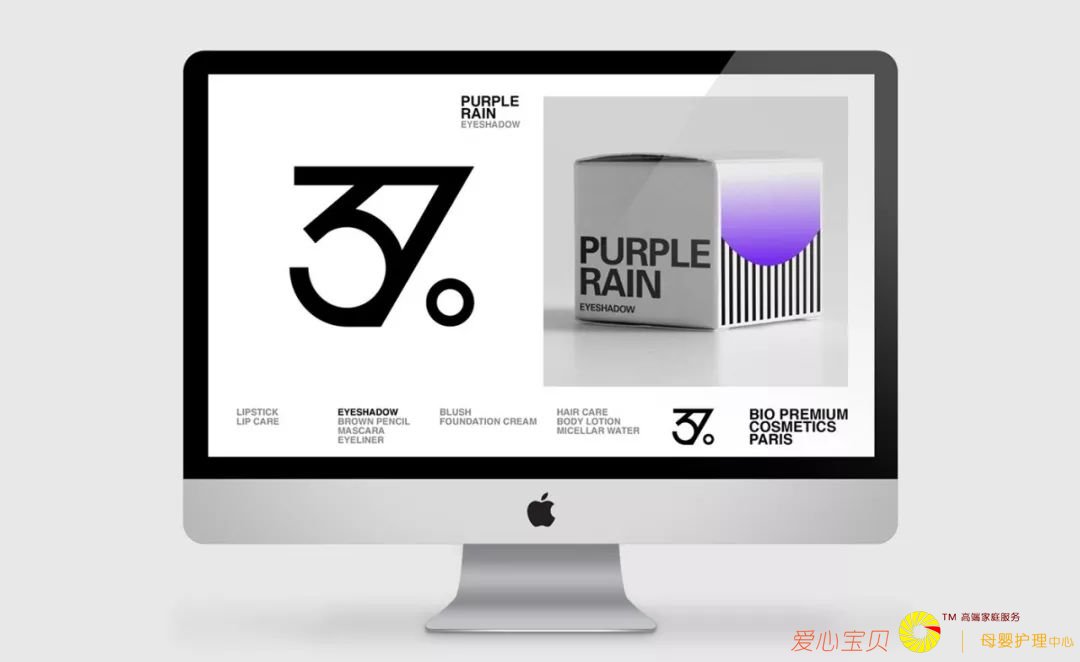 PURPLE
RAIN
EYESHADOW
37°
PURPLE
RAIN
EYESHADOW
LIPSTICK
LIP CARE
EYESHADOW
BROWN PENCIL
MASCARA
EYELINER
BLUSH
FOUNDATION CREAM
HAIR CARE
BODY LOTION
MICELLAR WATER
37°
BIO PREMIUM
COSMETICS
PARIS
爱心宝贝
TM 高端家庭服务
母婴护理中心